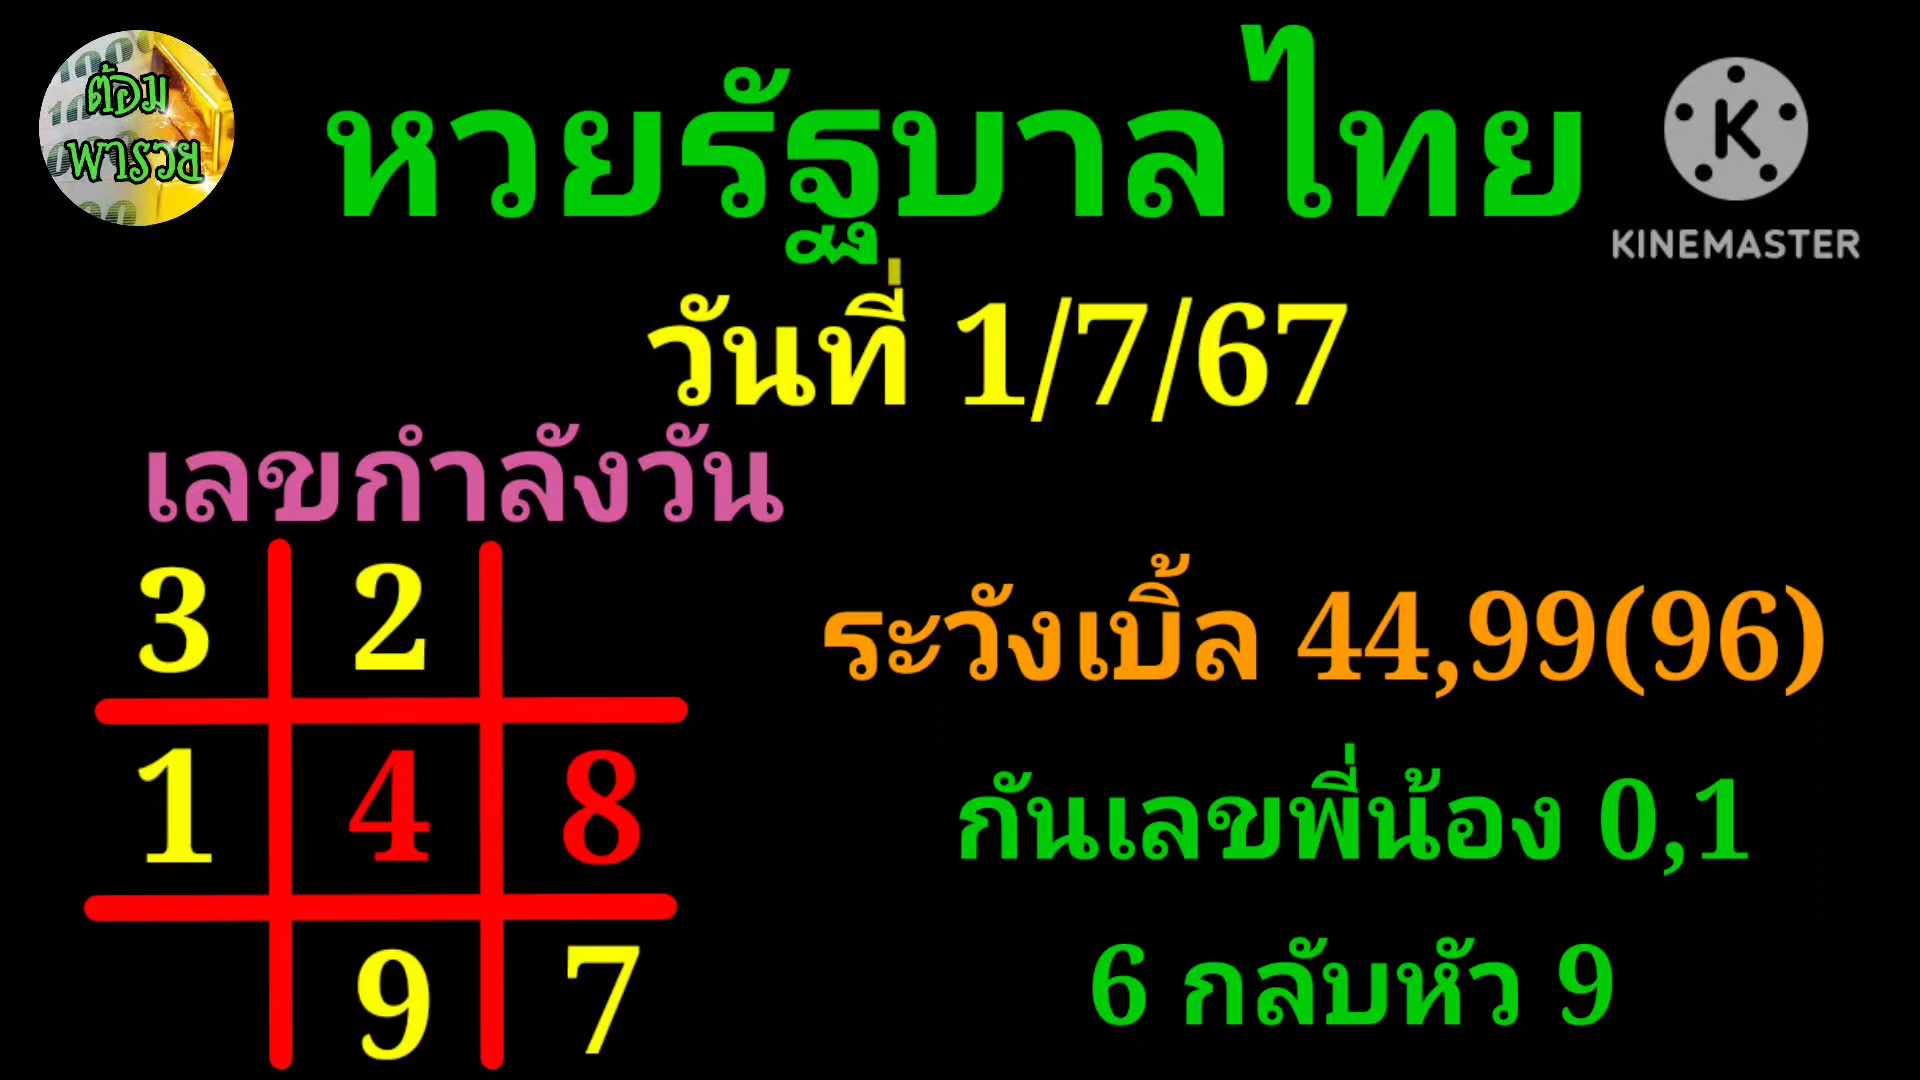 ต้อม
พารวย
หวยรัฐบาลไทย
KINEMASTER
วันที่ 1/7/67
เลขกำลังวัน
3 2
1 4 8
9 7
ระวังเบิ้ล 44,99(96)
กันเลขพี่น้อง 0,1
6 กลับหัว 9